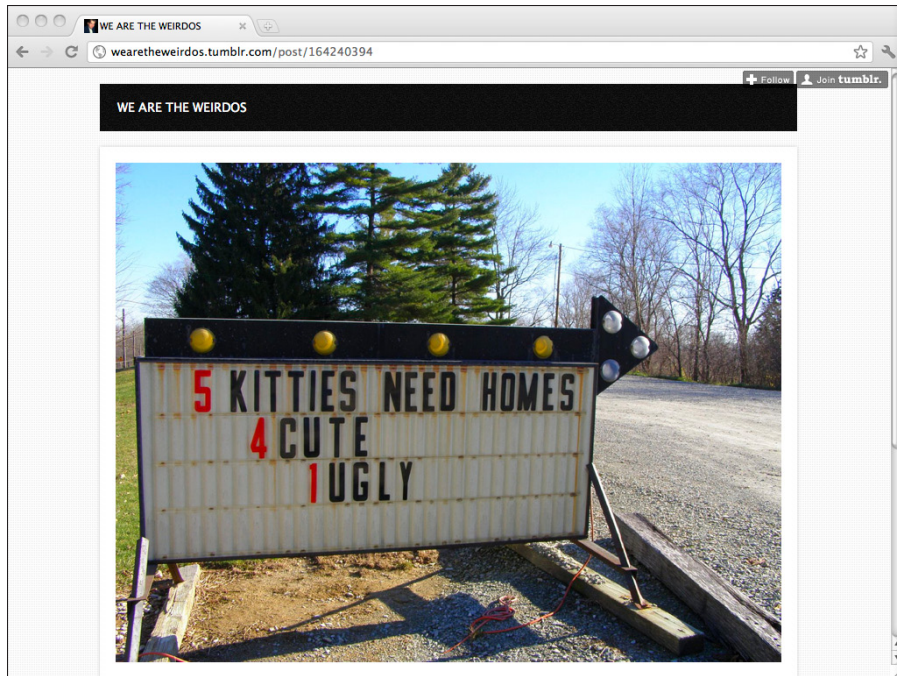 WE ARE THE WEIRDOS
wearetheweirdos.tumblr.com/post/164240394
Follow
Join tumblr.
WE ARE THE WEIRDOS
5 KITTIES NEED HOMES
4 CUTE
1 UGLY